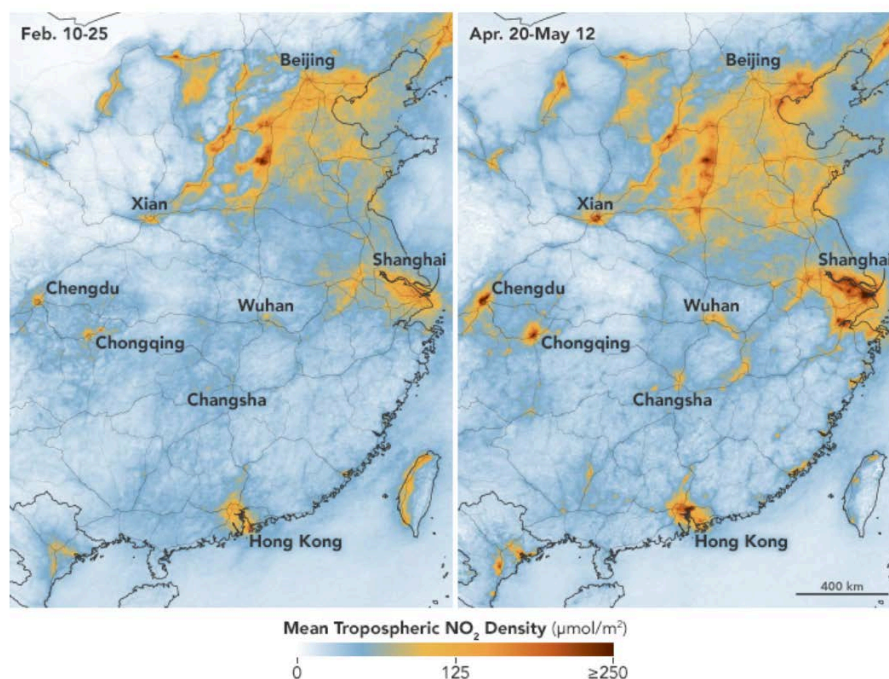 Feb. 10-25
Beijing
Xian
Shanghai
Chengdu
Wuhan
Chongqing
Changsha
Hong Kong
Apr. 20-May 12
Beijing
Xian
Shanghai
Chengdu
Wuhan
Chongqing
Changsha
Hong Kong
400 km
Mean Tropospheric NO₂ Density (μmol/m²)
0 125 ≥250